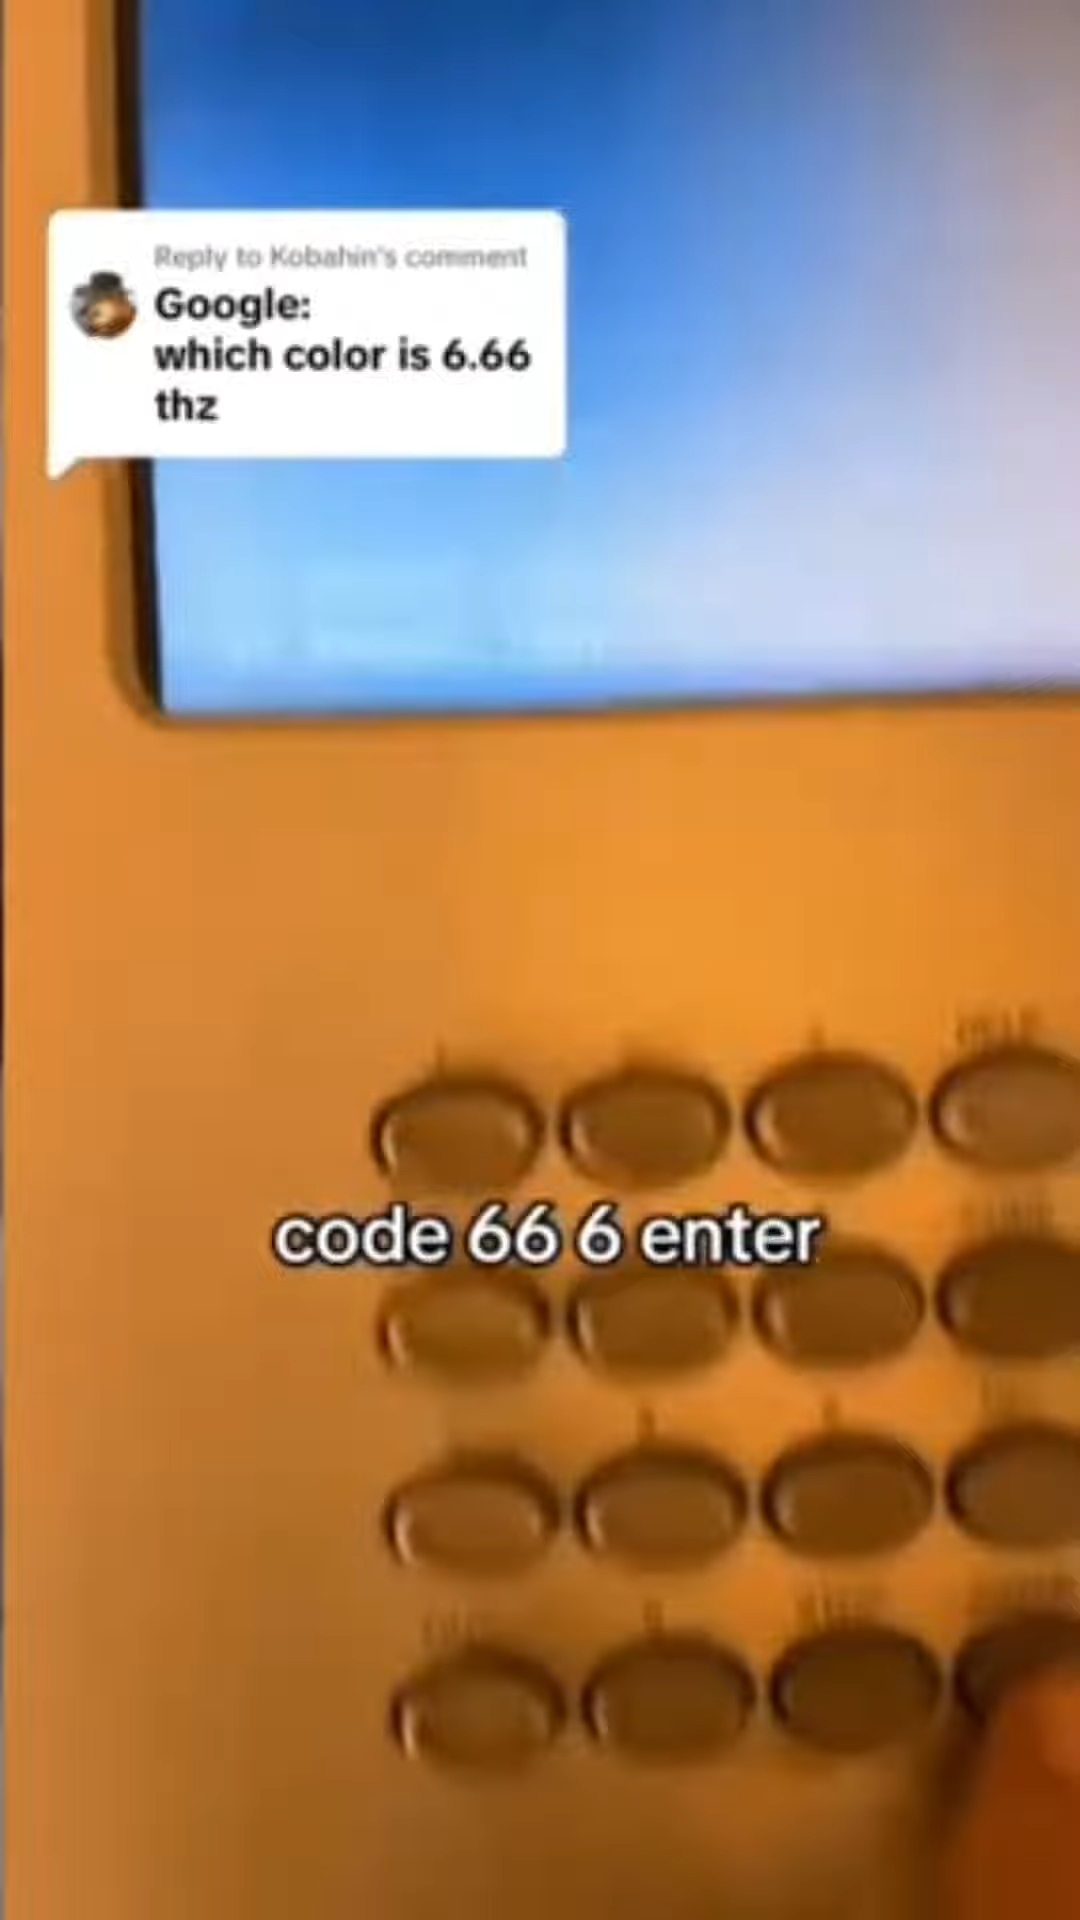 Reply to Kobahin's comment
Google:
which color is 6.66
thz
code 66 6 enter